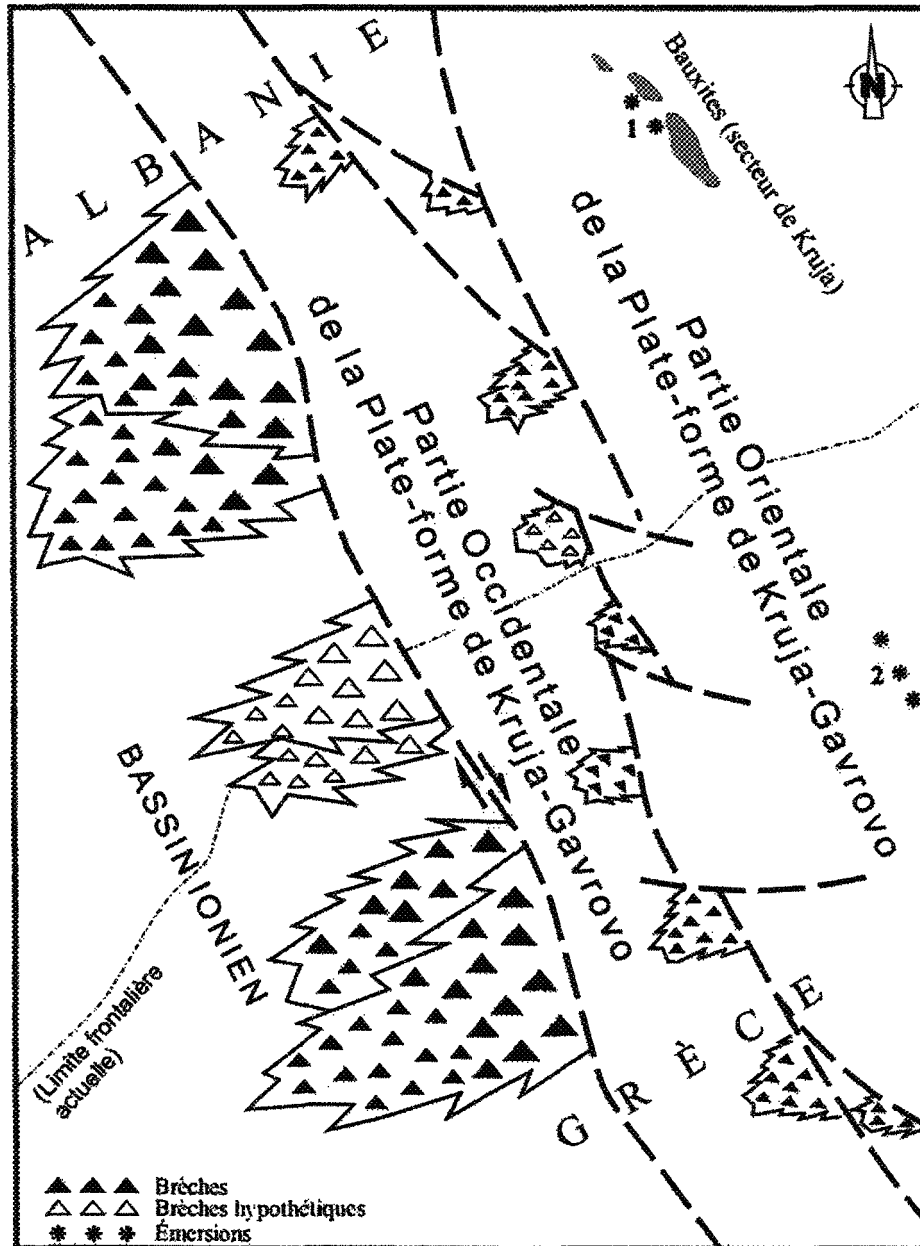 ALBANIE
N
Bauxites (secteur de Kruja)
1
Partie Orientale
de la Plate-forme de Kruja-Gavrovo
Partie Occidentale
de la Plate-forme de Kruja-Gavrovo
2
BASSIN IONIEN
(Limite frontalière
actuelle)
GRÈCE
Brèches
Brèches hypothétiques
Émersions